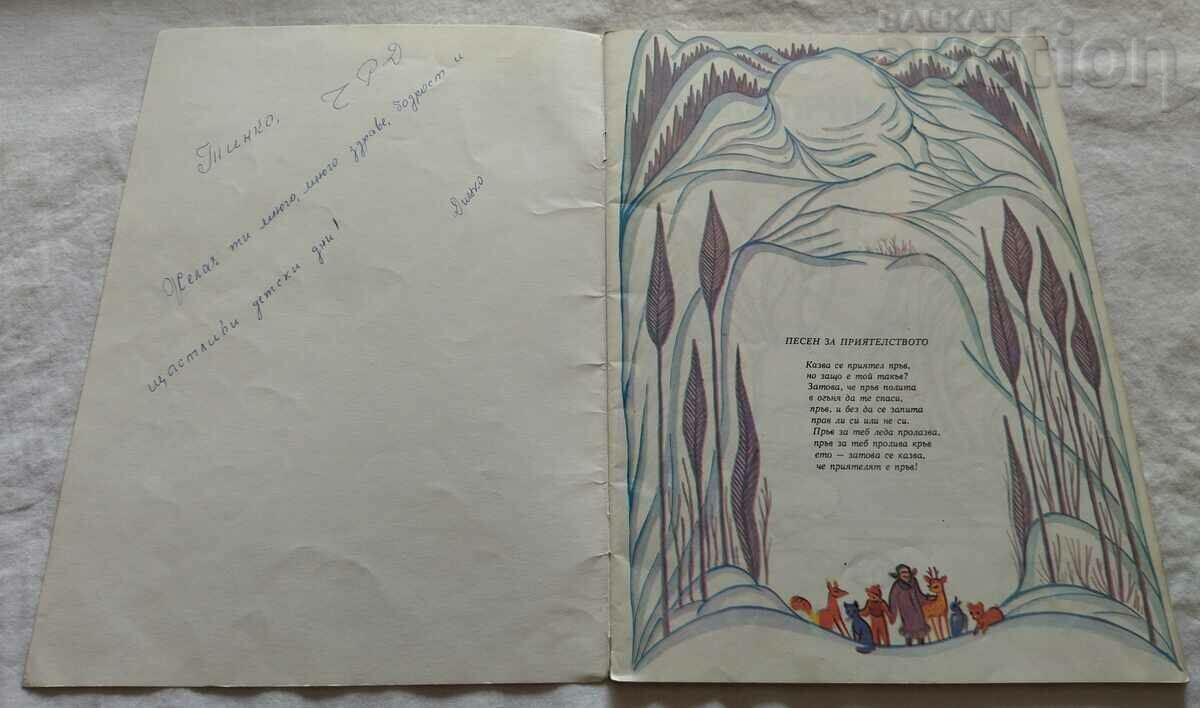 Тинко, ЧРД
Желая ти много, много здраве, бодрост и
щастливи детски дни!
Динко
BALKAN
auction
ПЕСЕН ЗА ПРИЯТЕЛСТВОТО
Казва се приятел пръв,
но защо е той такъв?
Затова, че пръв полита
в огъня да те спаси,
пръв, и без да се запита
прав ли си или не си.
Пръв за теб леда пролазва,
пръв за теб пролива кръв
ето — затова се казва,
че приятелят е пръв!